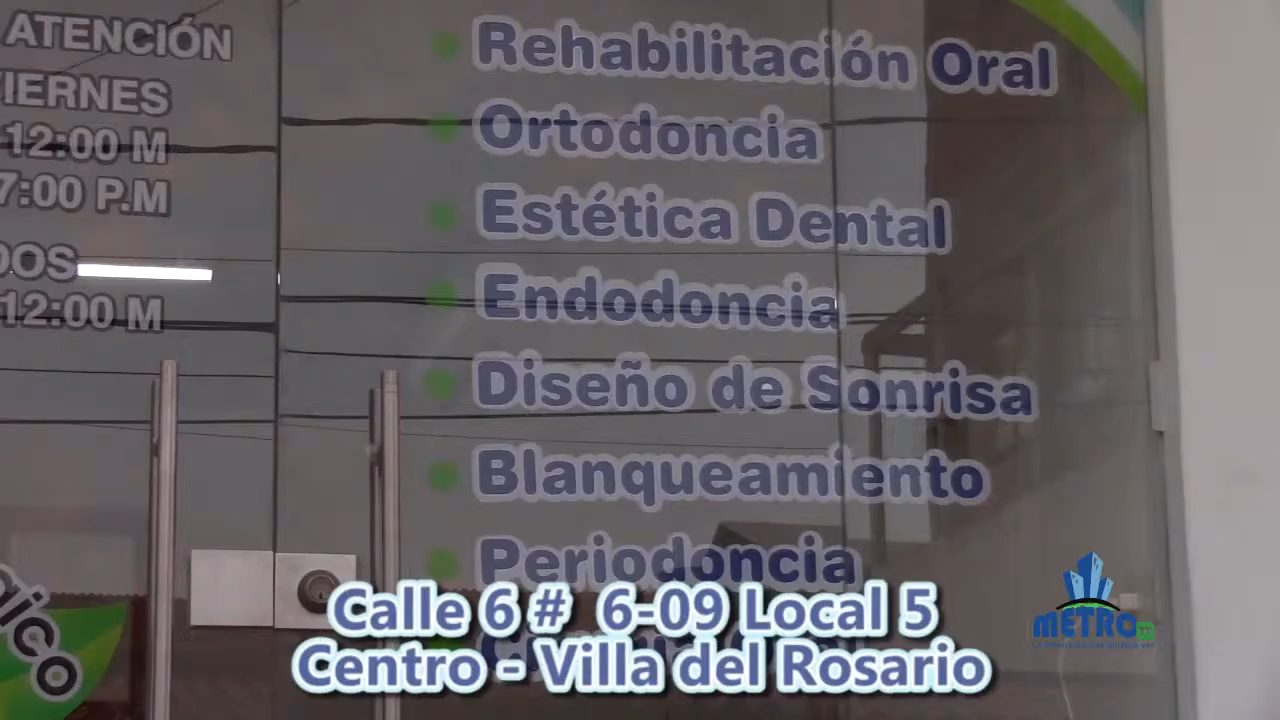 ATENCIÓN
IERNES
12:00 M
7:00 P.M
DOS
12:00 M
Rehabilitación Oral
Ortodoncia
Estética Dental
Endodoncia
Diseño de Sonrisa
Blanqueamiento
Periodoncia
Calle 6 # 6-09 Local 5
Centro - Villa del Rosario
METRO